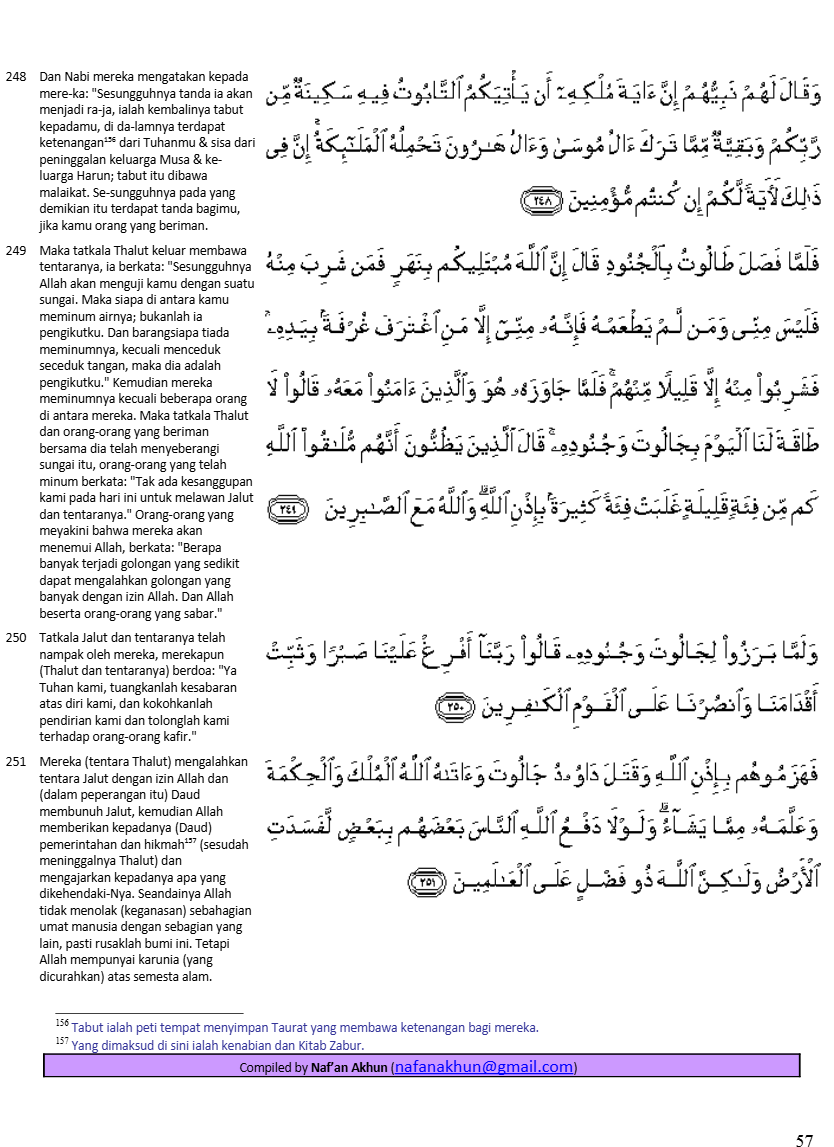 248 Dan Nabi mereka mengatakan kepada
mere-ka: "Sesungguhnya tanda ia akan
menjadi ra-ja, ialah kembalinya tabut
kepadamu, di da-lamnya terdapat
ketenangan156 dari Tuhanmu & sisa dari
peninggalan keluarga Musa & ke-
luarga Harun; tabut itu dibawa
malaikat. Se-sungguhnya pada yang
demikian itu terdapat tanda bagimu,
jika kamu orang yang beriman.
وَقَالَ لَهُمْ نَبِيُّهُمْ إِنَّ ءَايَةَ مُلْكِهِۦٓ أَن يَأْتِيَكُمُ ٱلتَّابُوتُ فِيهِ سَكِينَةٌ مِّن
رَّبِّكُمْ وَبَقِيَّةٌ مِّمَّا تَرَكَ ءَالُ مُوسَىٰ وَءَالُ هَـٰرُونَ تَحْمِلُهُ ٱلْمَلَـٰٓئِكَةُ ۚ إِنَّ فِى
ذَٰلِكَ لَـَٔايَةً لَّكُمْ إِن كُنتُم مُّؤْمِنِينَ ٢٤٨
249 Maka tatkala Thalut keluar membawa
tentaranya, ia berkata: "Sesungguhnya
Allah akan menguji kamu dengan suatu
sungai. Maka siapa di antara kamu
meminum airnya; bukanlah ia
pengikutku. Dan barangsiapa tiada
meminumnya, kecuali menceduk
seceduk tangan, maka dia adalah
pengikutku." Kemudian mereka
meminumnya kecuali beberapa orang
di antara mereka. Maka tatkala Thalut
dan orang-orang yang beriman
bersama dia telah menyeberangi
sungai itu, orang-orang yang telah
minum berkata: "Tak ada kesanggupan
kami pada hari ini untuk melawan Jalut
dan tentaranya." Orang-orang yang
meyakini bahwa mereka akan
menemui Allah, berkata: "Berapa
banyak terjadi golongan yang sedikit
dapat mengalahkan golongan yang
banyak dengan izin Allah. Dan Allah
beserta orang-orang yang sabar."
فَلَمَّا فَصَلَ طَالُوتُ بِٱلْجُنُودِ قَالَ إِنَّ ٱللَّهَ مُبْتَلِيكُم بِنَهَرٍ فَمَن شَرِبَ مِنْهُ
فَلَيْسَ مِنِّى وَمَن لَّمْ يَطْعَمْهُ فَإِنَّهُۥ مِنِّىٓ إِلَّا مَنِ ٱغْتَرَفَ غُرْفَةًۢ بِيَدِهِۦ ۚ
فَشَرِبُوا۟ مِنْهُ إِلَّا قَلِيلًا مِّنْهُمْ ۚ فَلَمَّا جَاوَزَهُۥ هُوَ وَٱلَّذِينَ ءَامَنُوا۟ مَعَهُۥ قَالُوا۟ لَا
طَاقَةَ لَنَا ٱلْيَوْمَ بِجَالُوتَ وَجُنُودِهِۦ ۚ قَالَ ٱلَّذِينَ يَظُنُّونَ أَنَّهُم مُّلَـٰقُوا۟ ٱللَّهِ
كَم مِّن فِئَةٍ قَلِيلَةٍ غَلَبَتْ فِئَةً كَثِيرَةًۢ بِإِذْنِ ٱللَّهِ ۗ وَٱللَّهُ مَعَ ٱلصَّـٰبِرِينَ ٢٤٩
250 Tatkala Jalut dan tentaranya telah
nampak oleh mereka, merekapun
(Thalut dan tentaranya) berdoa: "Ya
Tuhan kami, tuangkanlah kesabaran
atas diri kami, dan kokohkanlah
pendirian kami dan tolonglah kami
terhadap orang-orang kafir."
وَلَمَّا بَرَزُوا۟ لِجَالُوتَ وَجُنُودِهِۦ قَالُوا۟ رَبَّنَآ أَفْرِغْ عَلَيْنَا صَبْرًا وَثَبِّتْ
أَقْدَامَنَا وَٱنصُرْنَا عَلَى ٱلْقَوْمِ ٱلْكَـٰفِرِينَ ٢٥٠
251 Mereka (tentara Thalut) mengalahkan
tentara Jalut dengan izin Allah dan
(dalam peperangan itu) Daud
membunuh Jalut, kemudian Allah
memberikan kepadanya (Daud)
pemerintahan dan hikmah157 (sesudah
meninggalnya Thalut) dan
mengajarkan kepadanya apa yang
dikehendaki-Nya. Seandainya Allah
tidak menolak (keganasan) sebahagian
umat manusia dengan sebagian yang
lain, pasti rusaklah bumi ini. Tetapi
Allah mempunyai karunia (yang
dicurahkan) atas semesta alam.
فَهَزَمُوهُم بِإِذْنِ ٱللَّهِ وَقَتَلَ دَاوُۥدُ جَالُوتَ وَءَاتَىٰهُ ٱللَّهُ ٱلْمُلْكَ وَٱلْحِكْمَةَ
وَعَلَّمَهُۥ مِمَّا يَشَآءُ ۗ وَلَوْلَا دَفْعُ ٱللَّهِ ٱلنَّاسَ بَعْضَهُم بِبَعْضٍ لَّفَسَدَتِ
ٱلْأَرْضُ وَلَـٰكِنَّ ٱللَّهَ ذُو فَضْلٍ عَلَى ٱلْعَـٰلَمِينَ ٢٥١
156 Tabut ialah peti tempat menyimpan Taurat yang membawa ketenangan bagi mereka.
157 Yang dimaksud di sini ialah kenabian dan Kitab Zabur.
Compiled by Naf'an Akhun (nafanakhun@gmail.com)
57